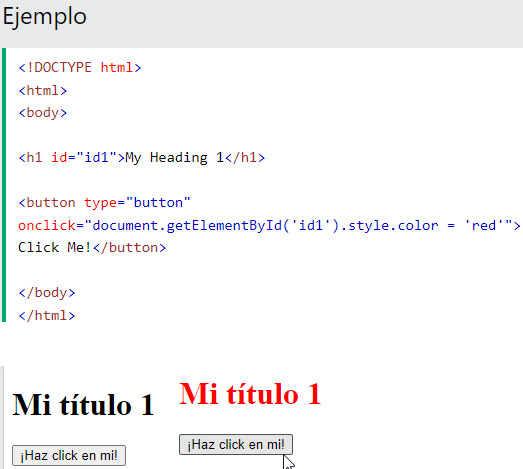 Ejemplo
<!DOCTYPE html>
<html>
<body>
<h1 id="id1">My Heading 1</h1>
<button type="button"
onclick="document.getElementById('id1').style.color = 'red'">
Click Me!</button>
</body>
</html>
Mi título 1
¡Haz click en mi!
Mi título 1
¡Haz click en mi!